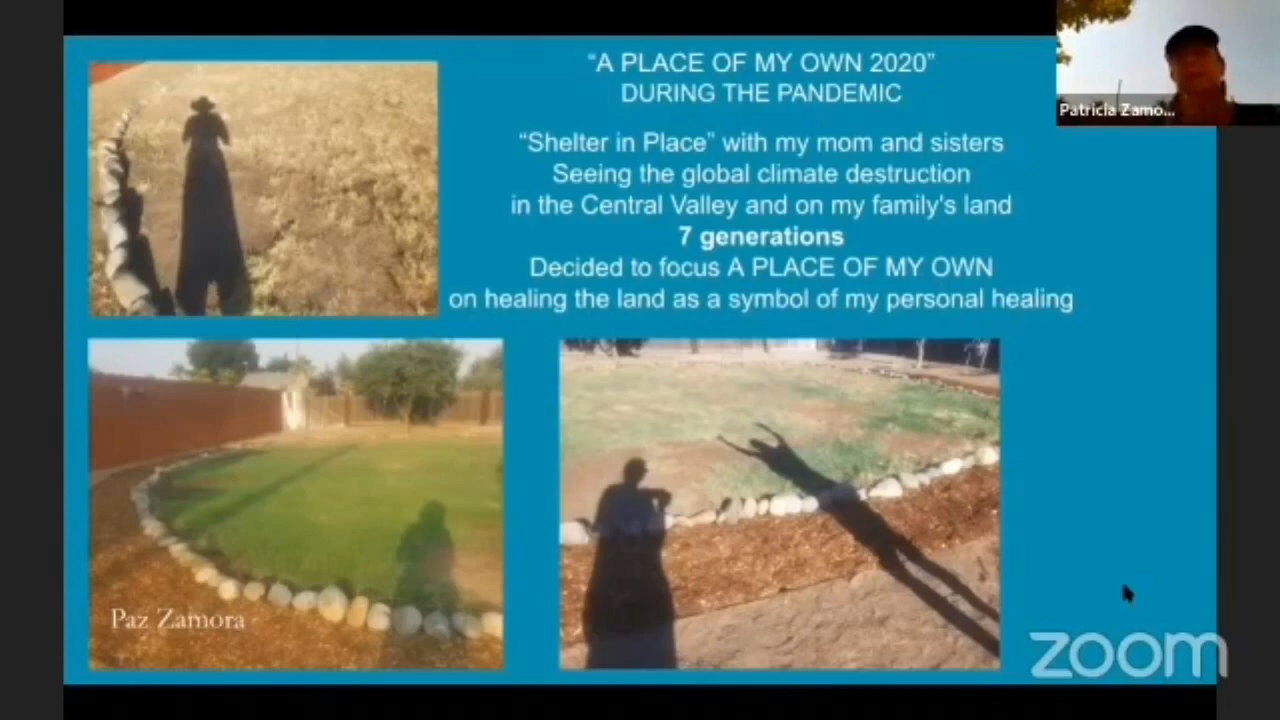 “A PLACE OF MY OWN 2020”
DURING THE PANDEMIC
“Shelter in Place” with my mom and sisters
Seeing the global climate destruction
in the Central Valley and on my family's land
7 generations
Decided to focus A PLACE OF MY OWN
on healing the land as a symbol of my personal healing
Patricia Zamo...
Paz Zamora
zoom